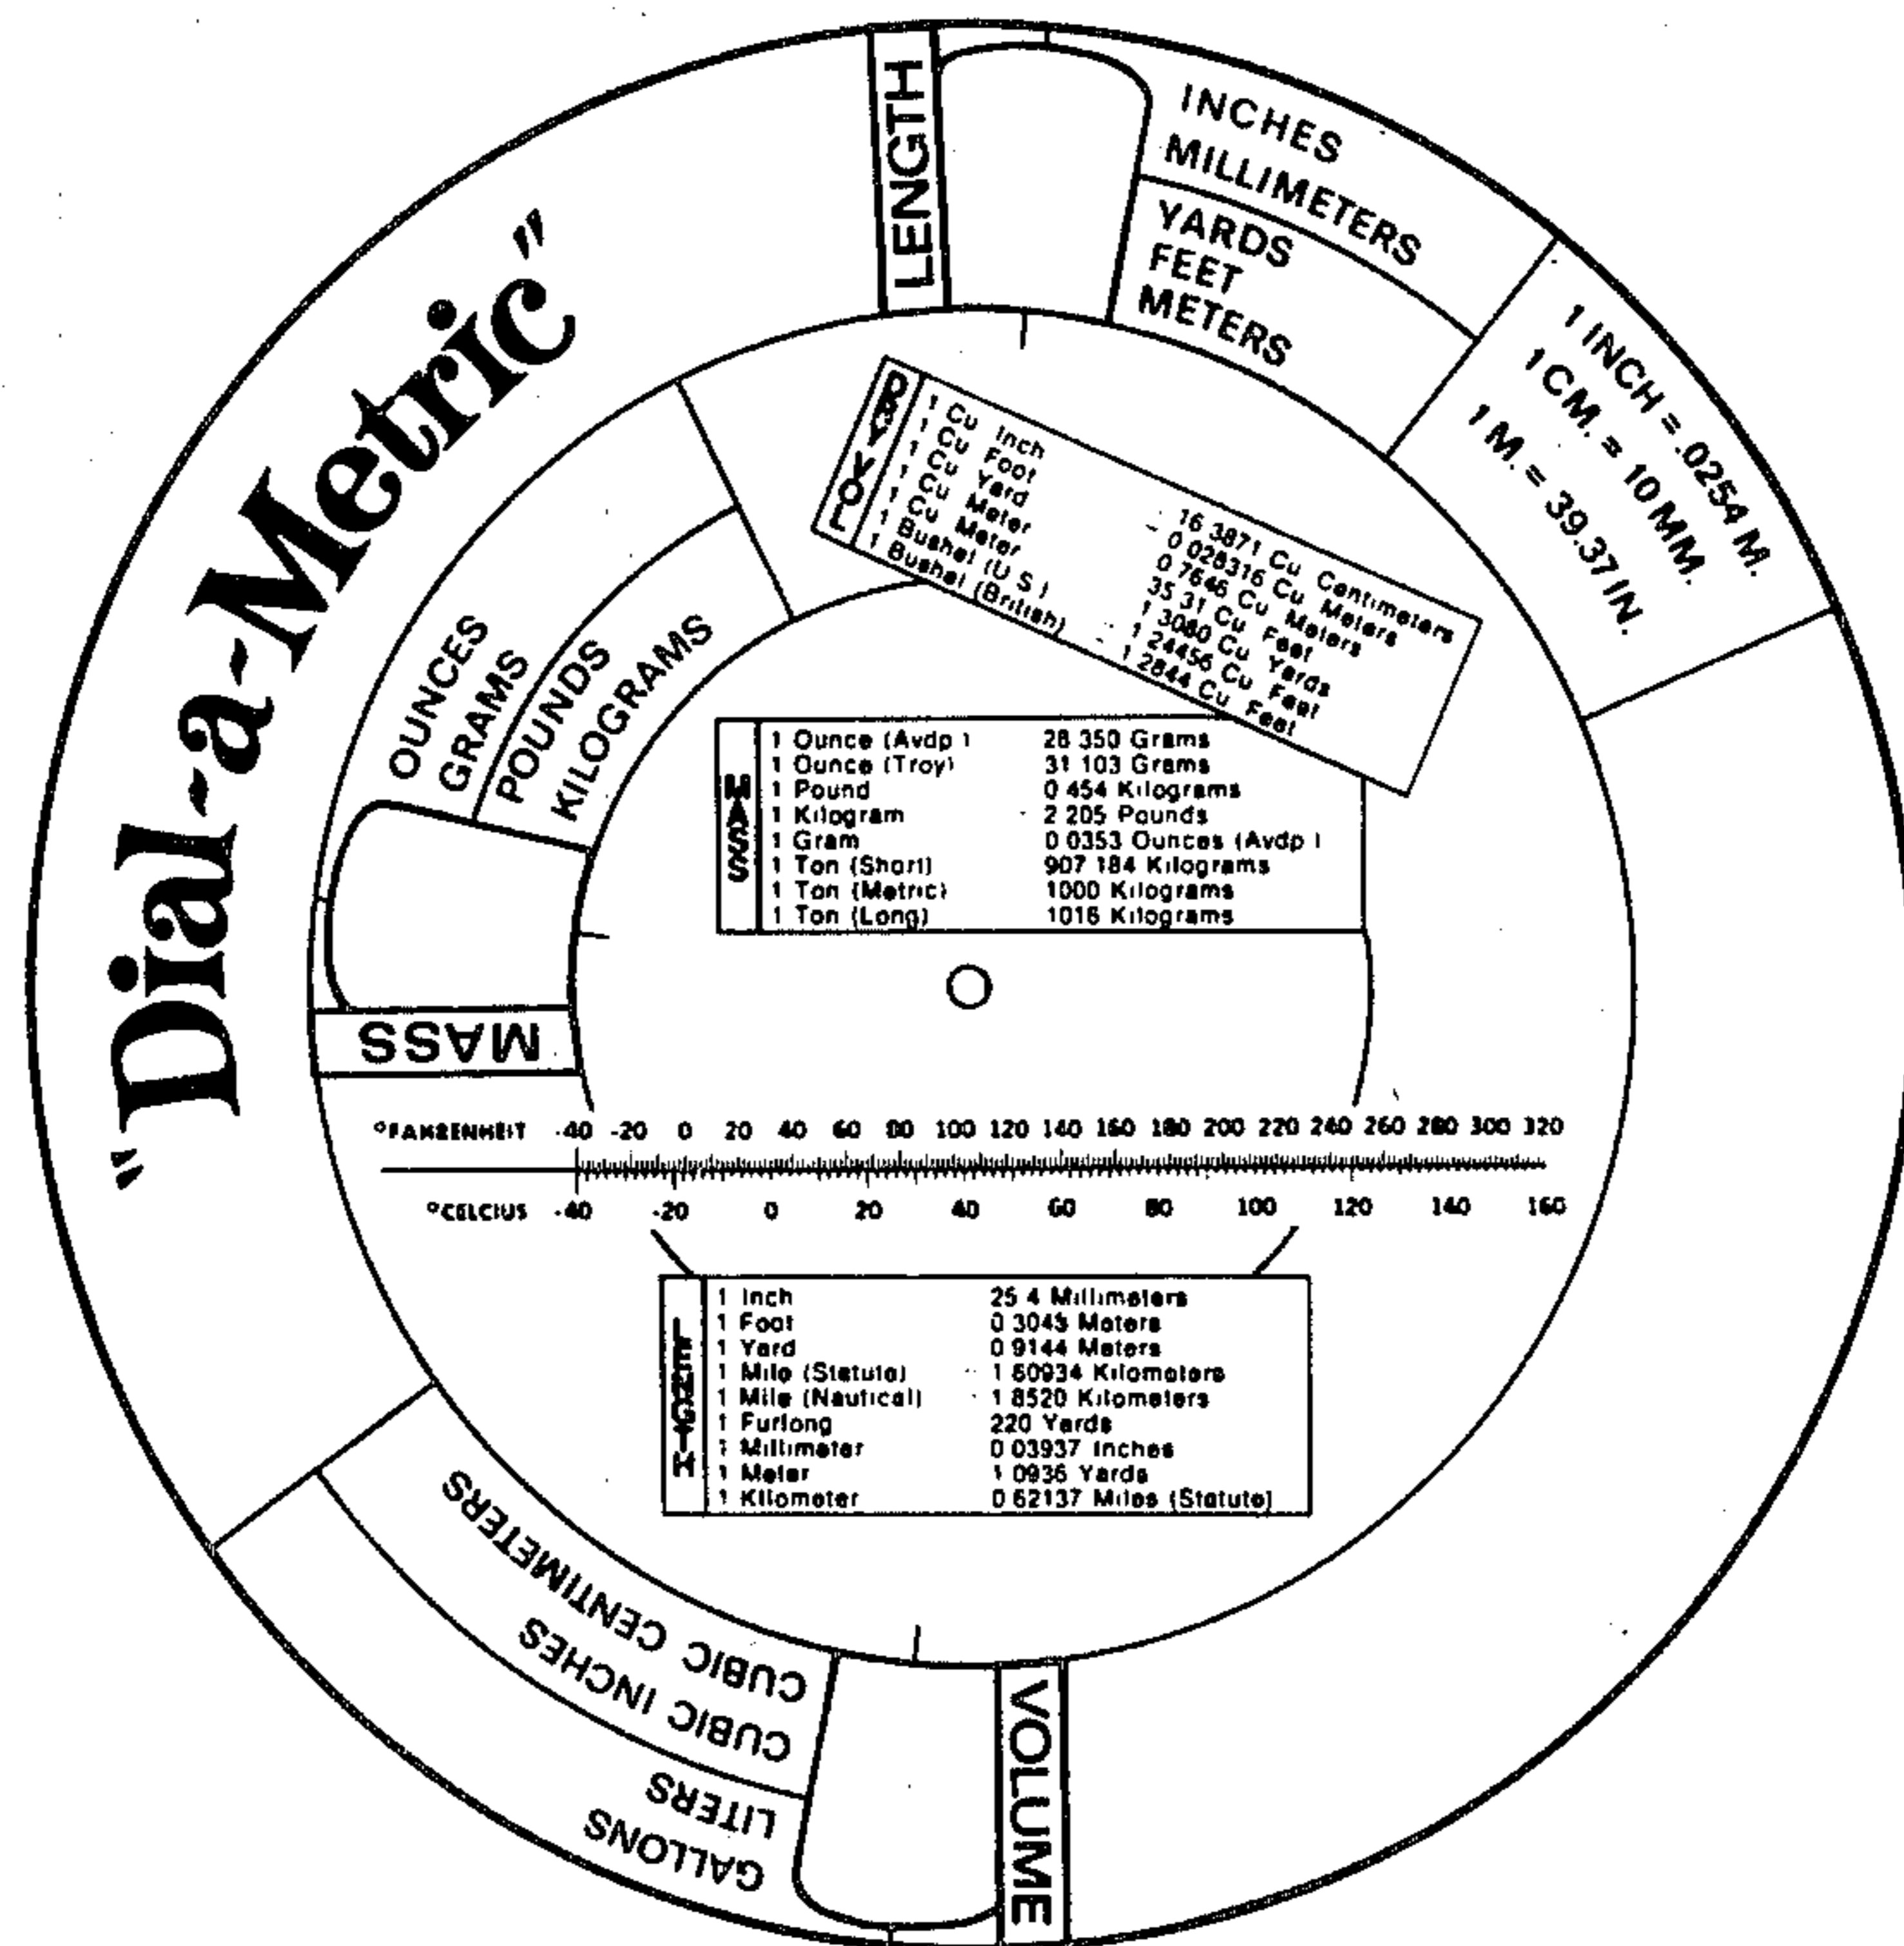 "Dial-a-Metric"
LENGTH
INCHES
MILLIMETERS
YARDS
FEET
METERS
1 INCH = .0254 M.
1 CM. = 10 MM.
1 M. = 39.37 IN.
OUNCES
GRAMS
POUNDS
KILOGRAMS
MASS
DRY VOL
1 Cu Inch 16 3871 Cu Centimeters
1 Cu Foot - 0 028316 Cu Meters
1 Cu Yard 0 7646 Cu Meters
1 Cu Meter 35 31 Cu Feet
1 Cu Meter 1 3080 Cu Yards
1 Bushel (U S) 1 24456 Cu Feet
1 Bushel (British) - 1 2844 Cu Feet
MASS
1 Ounce (Avdp) 28 350 Grams
1 Ounce (Troy) 31 103 Grams
1 Pound 0 454 Kilograms
1 Kilogram - 2 205 Pounds
1 Gram 0 0353 Ounces (Avdp)
1 Ton (Short) 907 184 Kilograms
1 Ton (Metric) 1000 Kilograms
1 Ton (Long) 1016 Kilograms
°FAHRENHEIT -40 -20 0 20 40 60 80 100 120 140 160 180 200 220 240 260 280 300 320
°CELCIUS -40 -20 0 20 40 60 80 100 120 140 160
LENGTH
1 Inch 25 4 Millimeters
1 Foot 0 3048 Meters
1 Yard 0 9144 Meters
1 Mile (Statute) 1 60934 Kilometers
1 Mile (Nautical) 1 8520 Kilometers
1 Furlong 220 Yards
1 Millimeter 0 03937 Inches
1 Meter 1 0936 Yards
1 Kilometer 0 62137 Miles (Statute)
CUBIC CENTIMETERS
CUBIC INCHES
LITERS
GALLONS
VOLUME